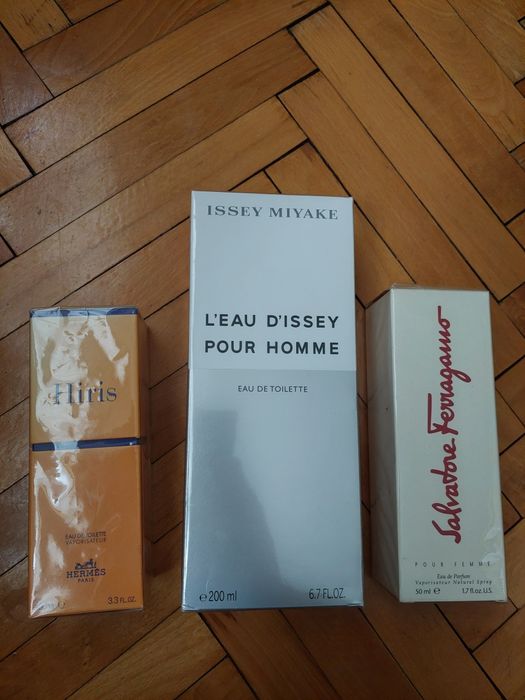 Hiris
EAU DE TOILETTE
VAPORISATEUR
HERMÈS
PARIS
3.3 FL.OZ.
ISSEY MIYAKE
L'EAU D'ISSEY
POUR HOMME
EAU DE TOILETTE
e 200 ml 6.7 FL.OZ.
Salvatore Ferragamo
POUR FEMME
Eau de Parfum
Vaporisateur Natural Spray
50 ml e 1.7 fl.oz. U.S.